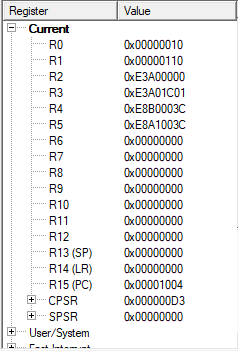 Register Value
Current
R0 0x00000010
R1 0x00000110
R2 0xE3A00000
R3 0xE3A01C01
R4 0xE8B0003C
R5 0xE8A1003C
R6 0x00000000
R7 0x00000000
R8 0x00000000
R9 0x00000000
R10 0x00000000
R11 0x00000000
R12 0x00000000
R13 (SP) 0x00000000
R14 (LR) 0x00000000
R15 (PC) 0x00001004
CPSR 0x000000D3
SPSR 0x00000000
User/System
Fast Interrupt